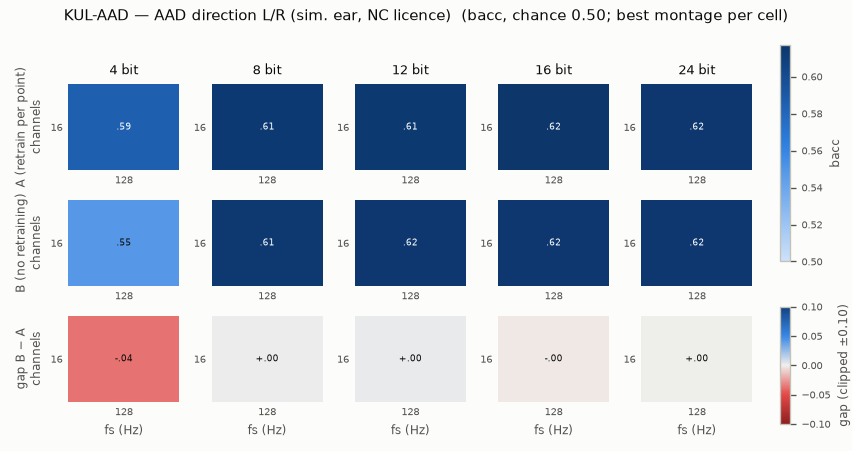 KUL-AAD — AAD direction L/R (sim. ear, NC licence)  (bacc, chance 0.50; best montage per cell)
4 bit
8 bit
12 bit
16 bit
24 bit
A (retrain per point)
channels
16
.59
16
.61
16
.61
16
.62
16
.62
128
128
128
128
128
B (no retraining)
channels
16
.55
16
.61
16
.62
16
.62
16
.62
128
128
128
128
128
gap B − A
channels
16
-.04
16
+.00
16
+.00
16
-.00
16
+.00
128
128
128
128
128
fs (Hz)
fs (Hz)
fs (Hz)
fs (Hz)
fs (Hz)
0.60
0.58
0.56
0.54
0.52
0.50
bacc
0.10
0.05
0.00
−0.05
−0.10
gap (clipped ±0.10)